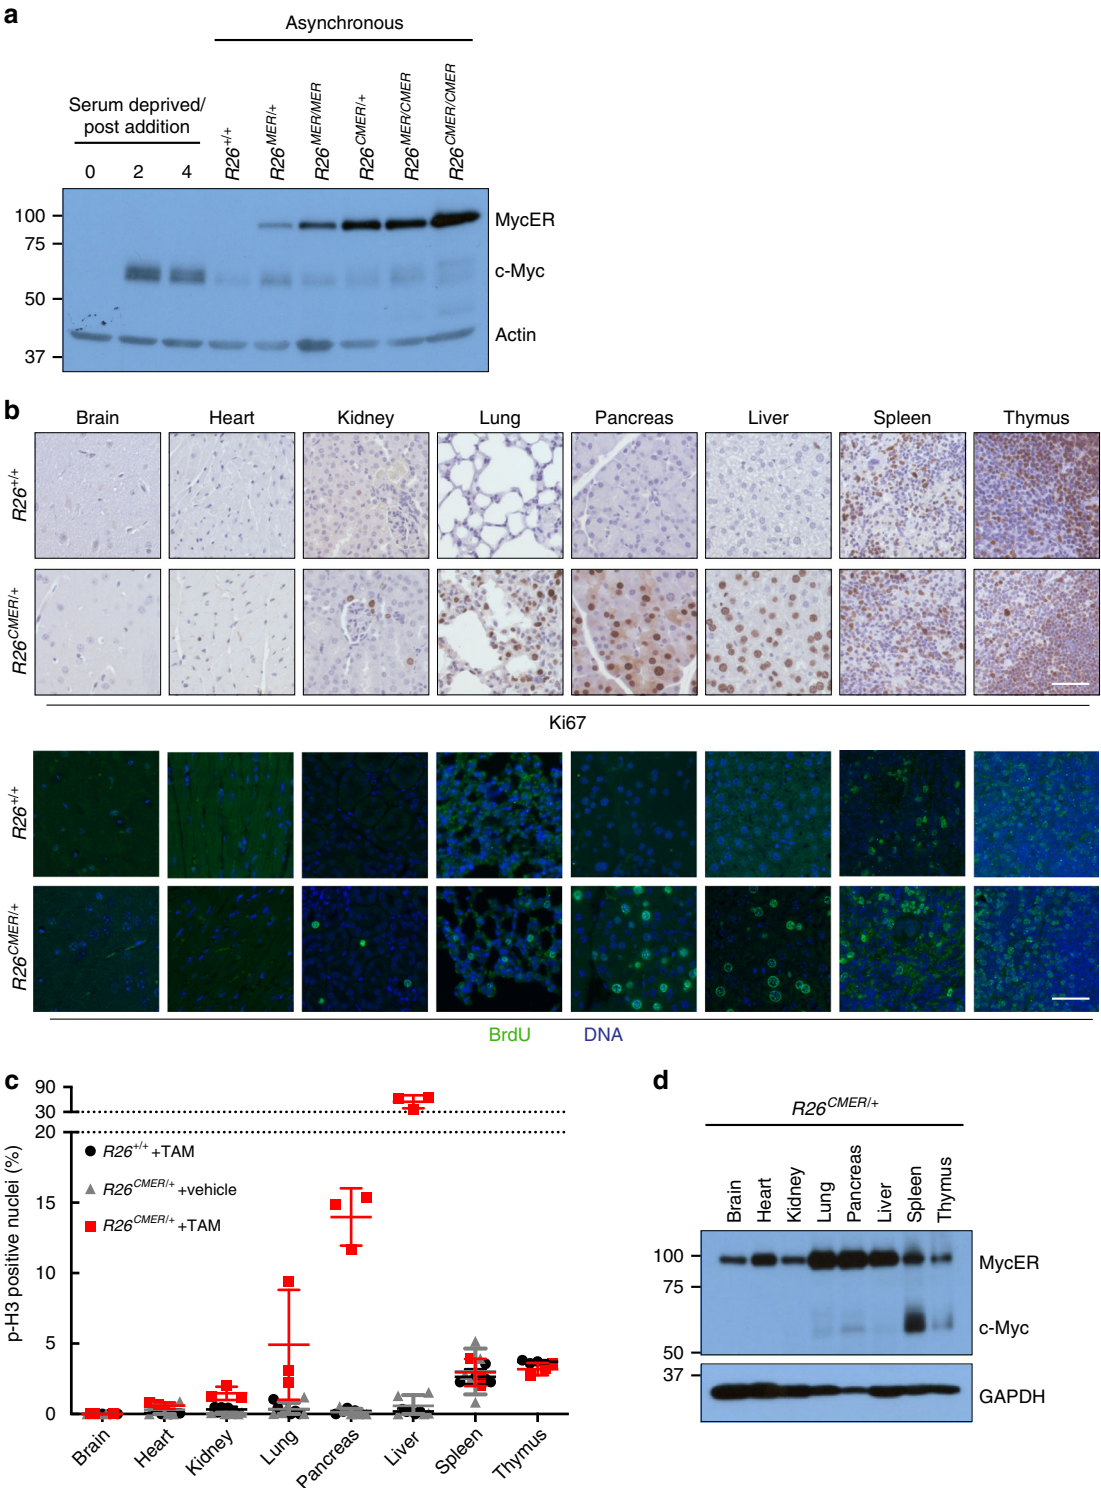 a
Asynchronous
Serum deprived/
post addition
0 2 4 R26+/+ R26MER/+ R26MER/MER R26CMER/+ R26MER/CMER R26CMER/CMER
100
75
50
37
MycER
c-Myc
Actin
b
Brain Heart Kidney Lung Pancreas Liver Spleen Thymus
R26+/+
R26CMER/+
Ki67
R26+/+
R26CMER/+
BrdU DNA
c
p-H3 positive nuclei (%)
90
30
20
15
10
5
0
R26+/+ +TAM
R26CMER/+ +vehicle
R26CMER/+ +TAM
Brain Heart Kidney Lung Pancreas Liver Spleen Thymus
d
R26CMER/+
Brain Heart Kidney Lung Pancreas Liver Spleen Thymus
100
75
50
37
MycER
c-Myc
GAPDH